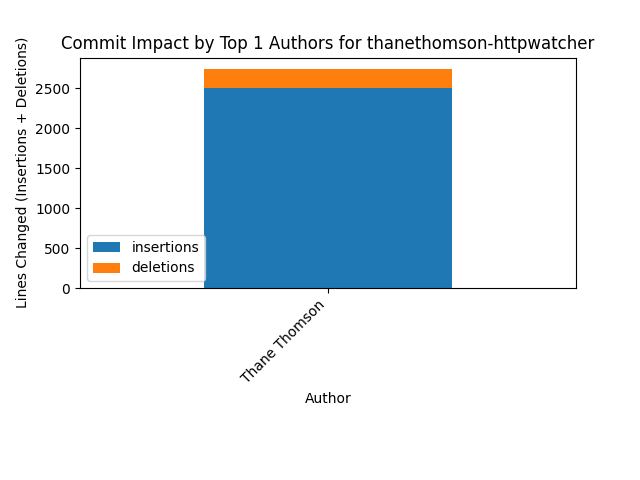 Commit Impact by Top 1 Authors for thanethomson-httpwatcher
Lines Changed (Insertions + Deletions)
2500
2000
1500
1000
500
0
insertions
deletions
Thane Thomson
Author